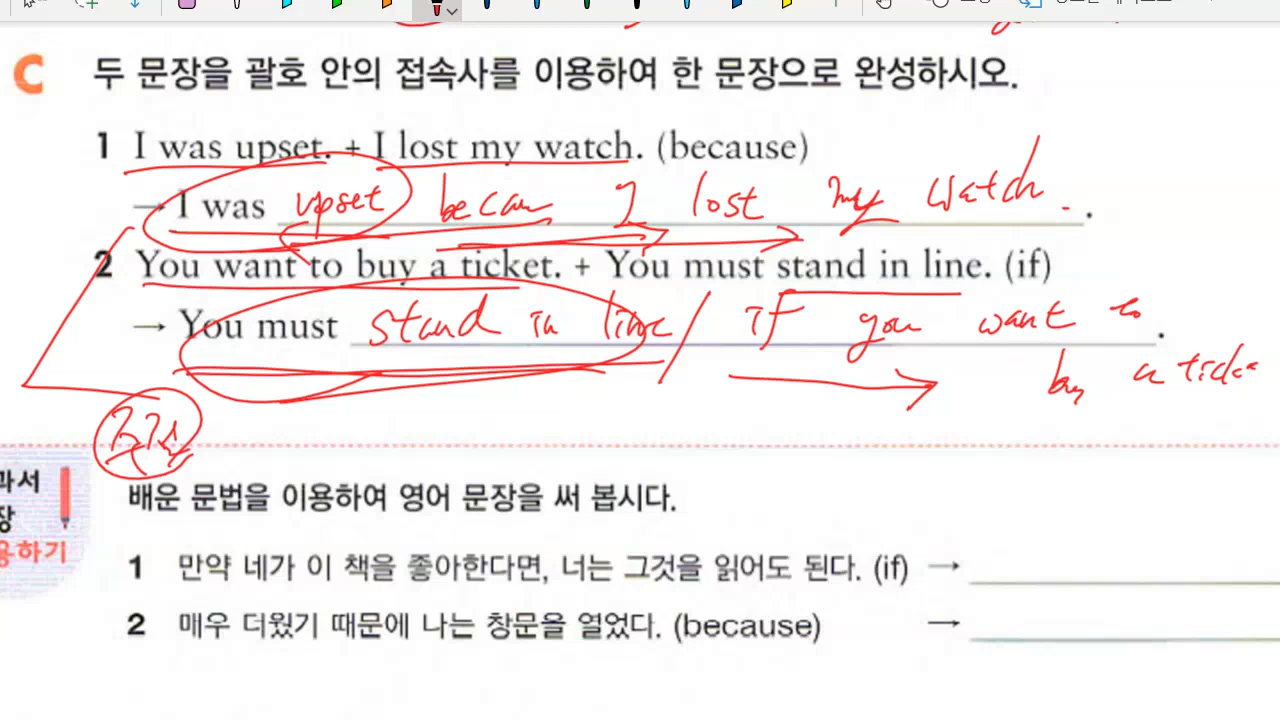 C 두 문장을 괄호 안의 접속사를 이용하여 한 문장으로 완성하시오.
1 I was upset. + I lost my watch. (because)
→ I was upset becau I lost my watch. .
2 You want to buy a ticket. + You must stand in line. (if)
→ You must stand in line / if you want to .
a
과서
장
용하기
배운 문법을 이용하여 영어 문장을 써 봅시다.
1 만약 네가 이 책을 좋아한다면, 너는 그것을 읽어도 된다. (if) →
2 매우 더웠기 때문에 나는 창문을 열었다. (because) →